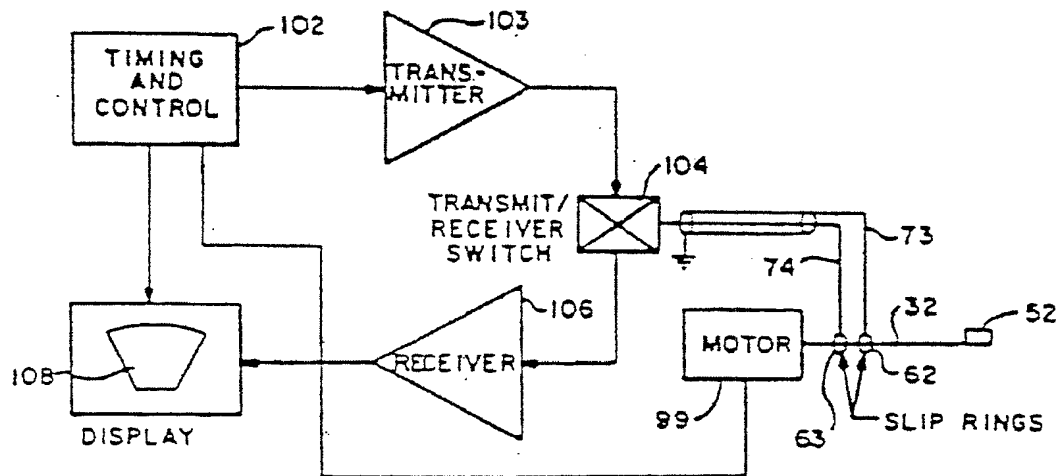 102
TIMING
AND
CONTROL
103
TRANS-
MITTER
104
TRANSMIT/
RECEIVER
SWITCH
73
74
106
RECEIVER
108
DISPLAY
MOTOR
32
52
62
63
89
SLIP RINGS